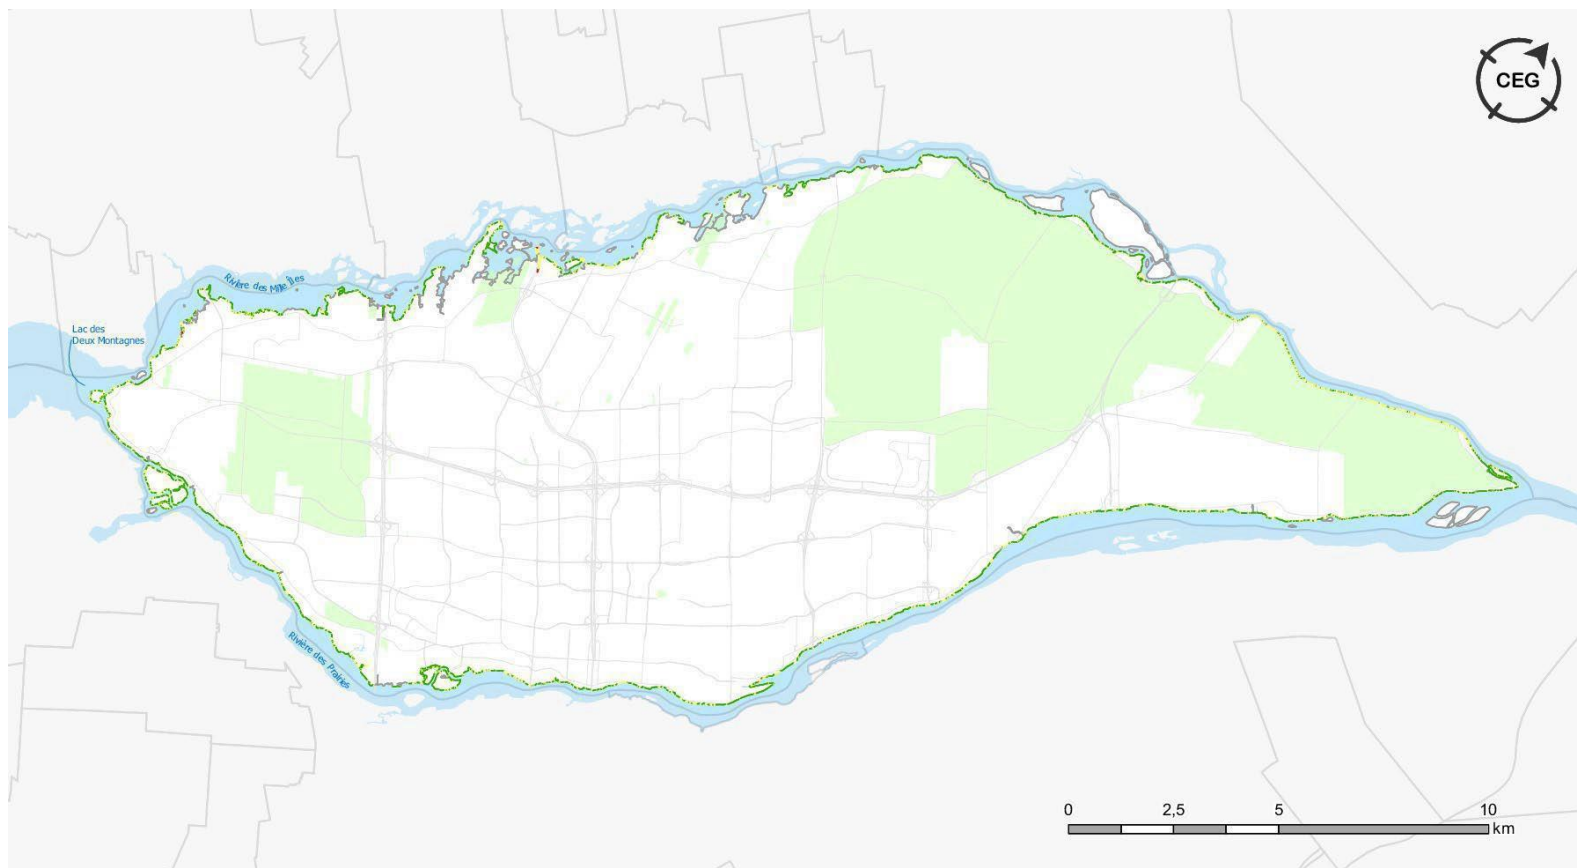 CEG
Rivière des Mille Îles
Lac des
Deux Montagnes
Rivière des Prairies
0 2,5 5 10
km